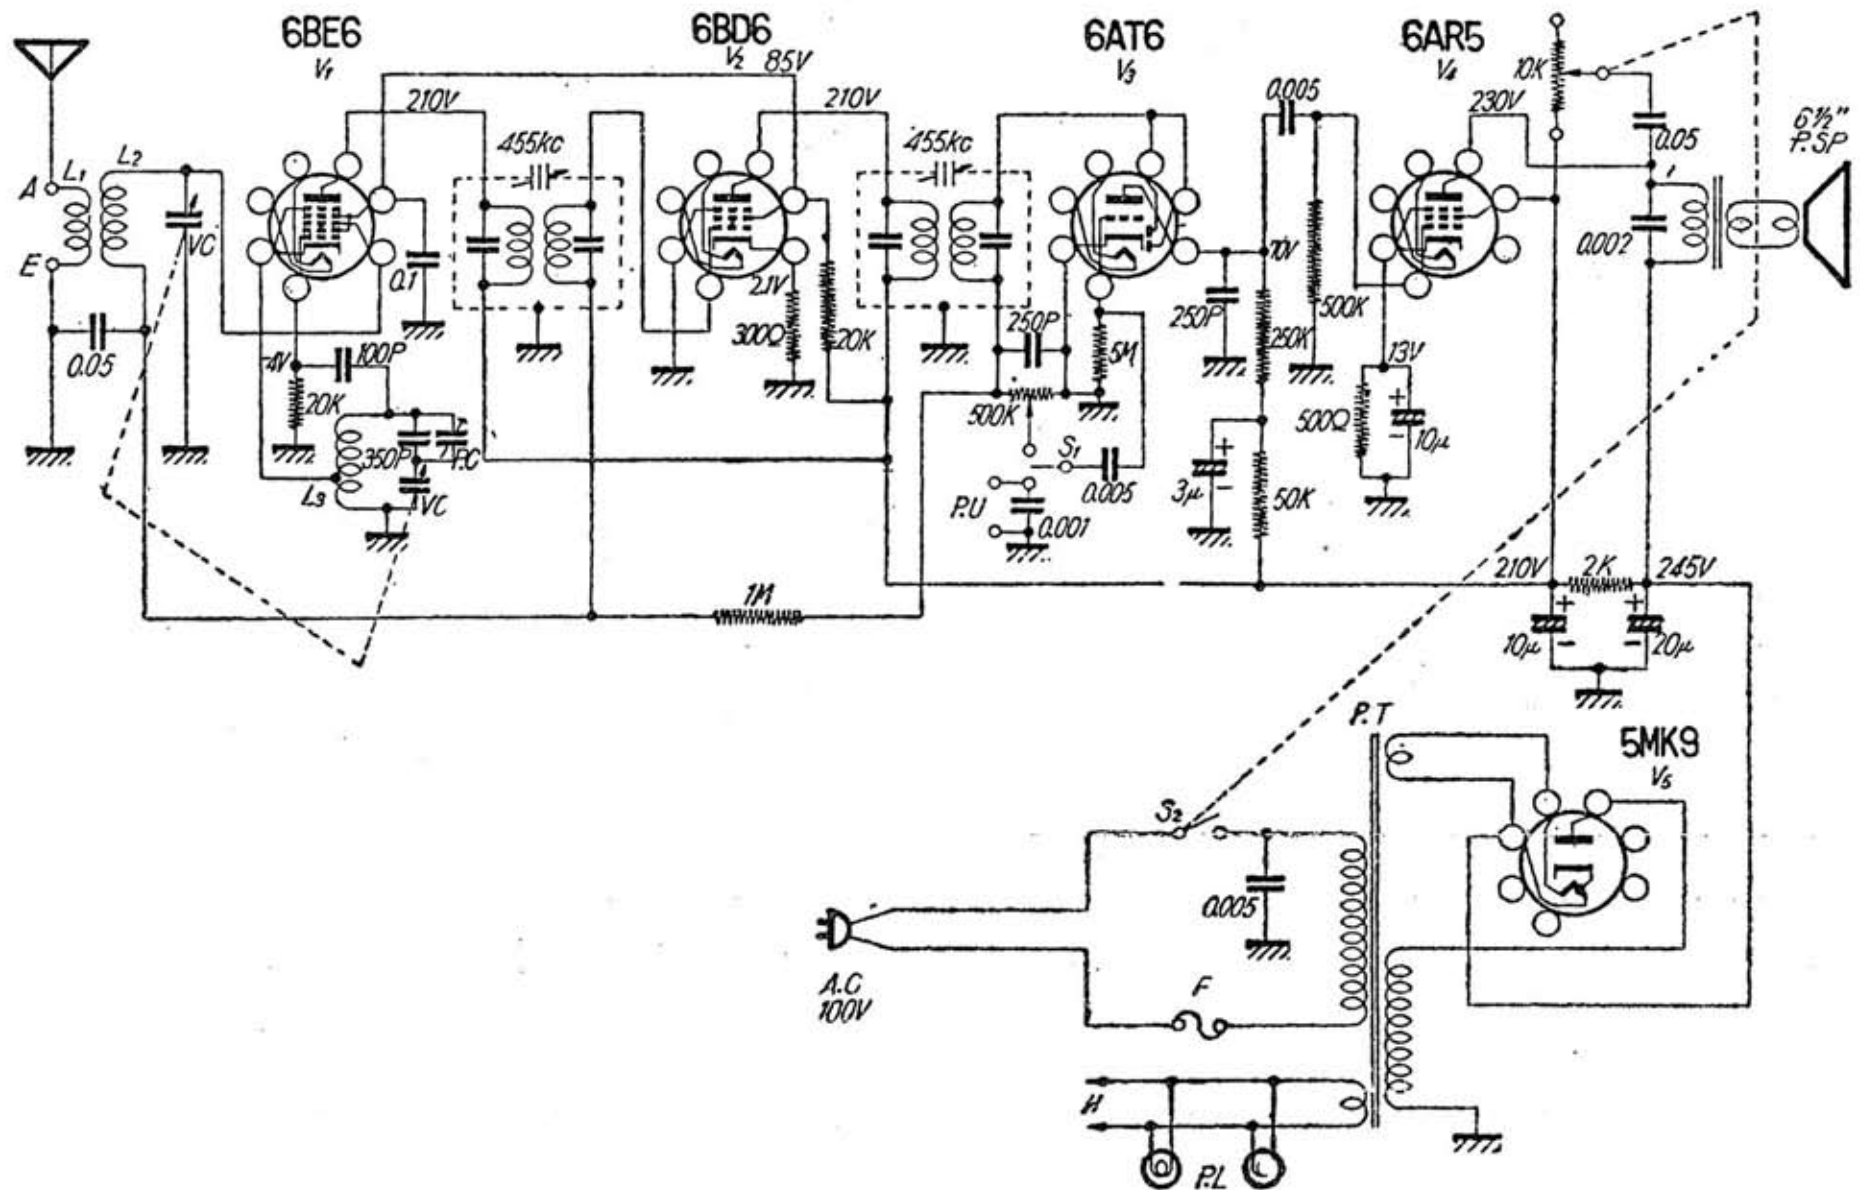 6BE6
V1
6BD6
V2
85V
6AT6
V3
6AR5
V4
10K
210V
210V
0.005
230V
6½"
P.SP
455kc
455kc
0.05
A
L1
L2
E
VC
0.002
0.1
2.1V
300Ω
20K
70V
250P
250K
500K
0.05
-4V
100P
20K
250P
5M
13V
500K
500Ω
10μ
350P
P.C
S1
L3
VC
P.U
0.005
0.001
3μ
50K
210V
2K
245V
1M
10μ
20μ
P.T
5MK9
V5
S2
0.005
A.C
100V
F
H
P.L